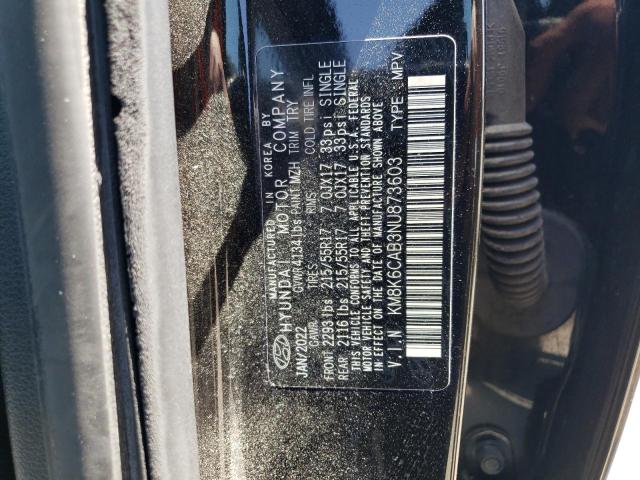 MANUFACTURED IN KOREA BY
HYUNDAI MOTOR COMPANY
JAN/2022 GVWR 4134 lbs PAINT MZH TRIM TRY
GAWR TIRES RIMS COLD TIRE INFL
FRONT 2293 lbs 215/55R17 7.0JX17 33psi SINGLE
REAR 2116 lbs 215/55R17 7.0JX17 33psi SINGLE
THIS VEHICLE CONFORMS TO ALL APPLICABLE U.S.A. FEDERAL
MOTOR VEHICLE SAFETY AND THEFT PREVENTION STANDARDS
IN EFFECT ON THE DATE OF MANUFACTURE SHOWN ABOVE
V.I.N KM8K6CAB3NU873603 TYPE MPV